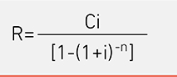 R= Ci
[1-(1+i)⁻ⁿ]